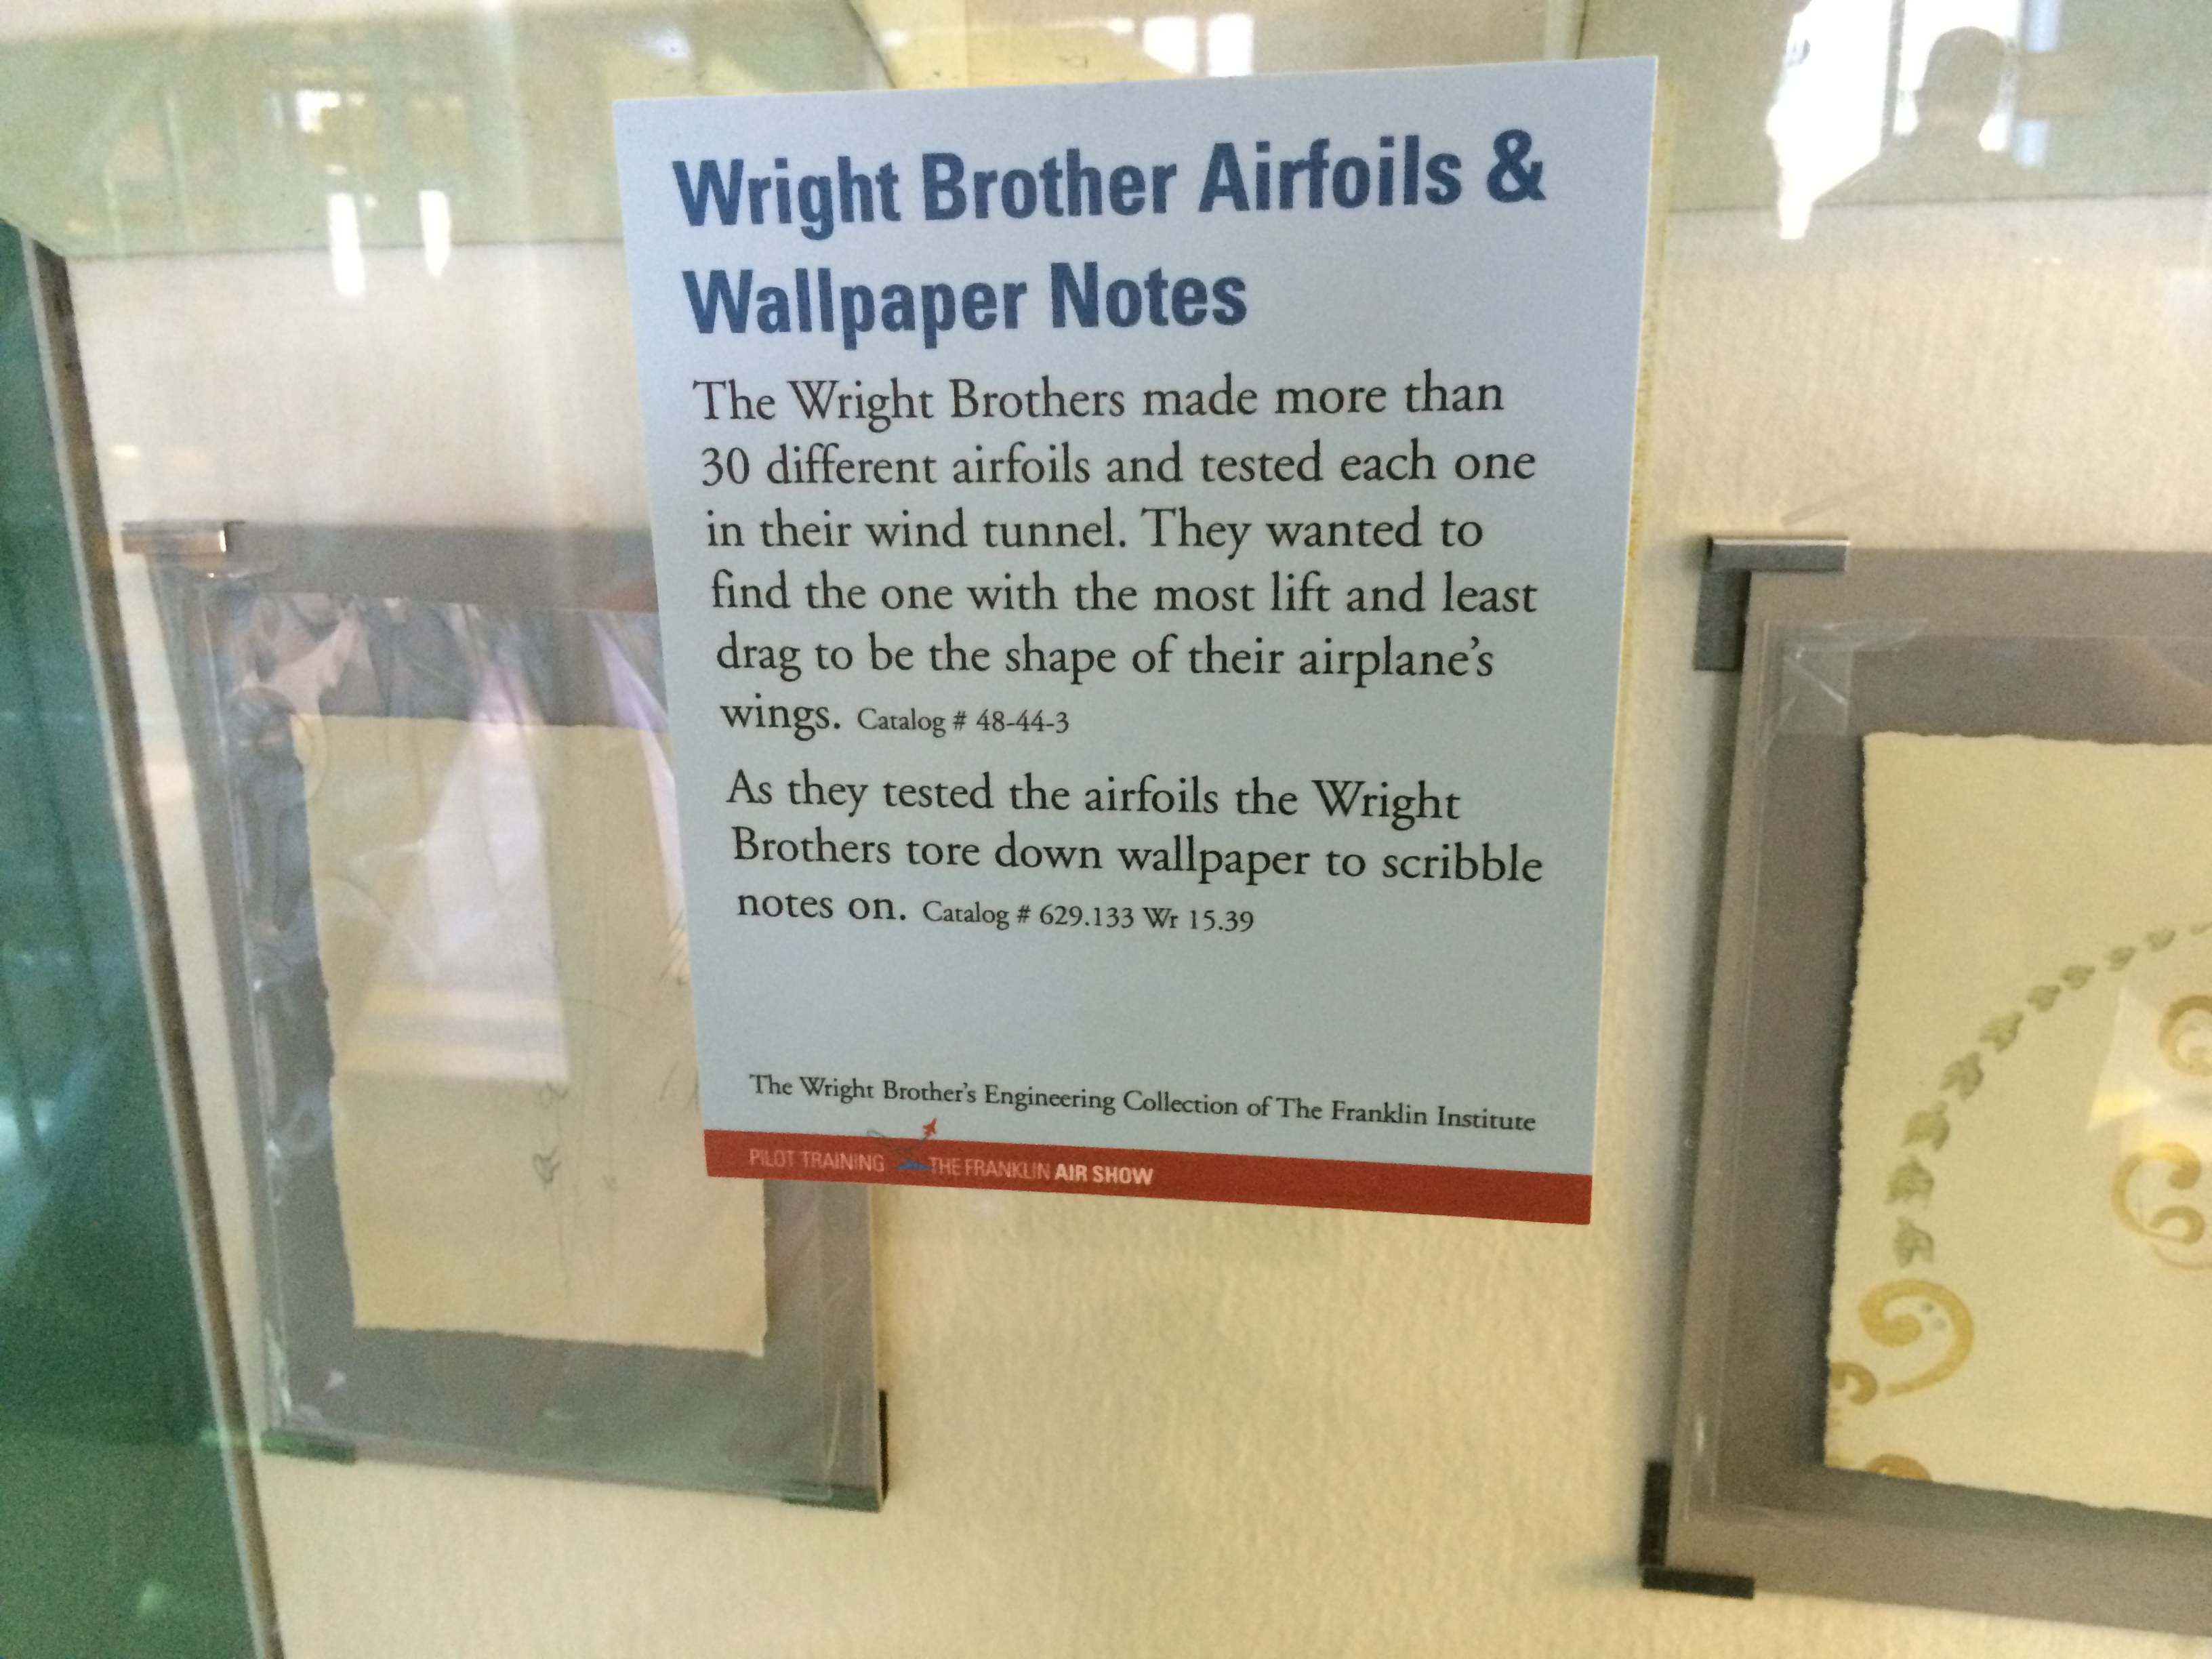 Wright Brother Airfoils &
Wallpaper Notes
The Wright Brothers made more than
30 different airfoils and tested each one
in their wind tunnel. They wanted to
find the one with the most lift and least
drag to be the shape of their airplane's
wings. Catalog # 48-44-3
As they tested the airfoils the Wright
Brothers tore down wallpaper to scribble
notes on. Catalog # 629.133 Wr 15.39
The Wright Brother's Engineering Collection of The Franklin Institute
PILOT TRAINING THE FRANKLIN AIR SHOW